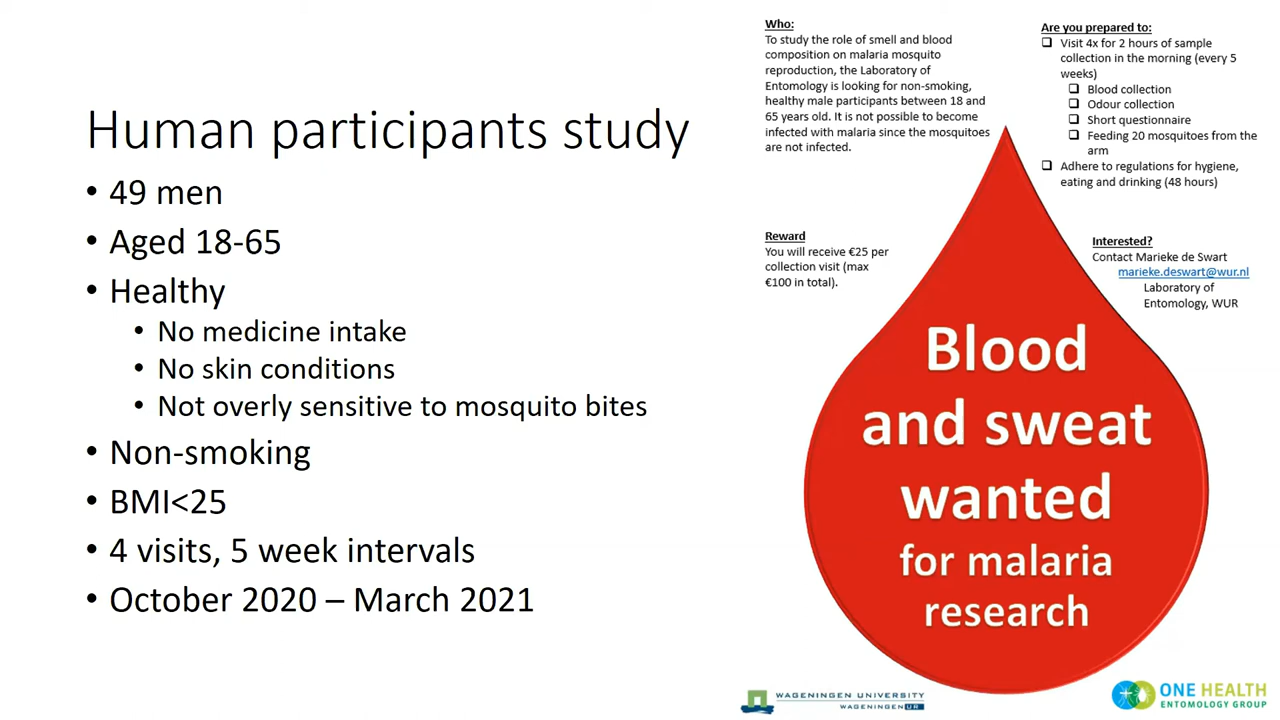 Human participants study
• 49 men
• Aged 18-65
• Healthy
• No medicine intake
• No skin conditions
• Not overly sensitive to mosquito bites
• Non-smoking
• BMI<25
• 4 visits, 5 week intervals
• October 2020 – March 2021
Who:
To study the role of smell and blood
composition on malaria mosquito
reproduction, the Laboratory of
Entomology is looking for non-smoking,
healthy male participants between 18 and
65 years old. It is not possible to become
infected with malaria since the mosquitoes
are not infected.
Are you prepared to:
❑ Visit 4x for 2 hours of sample
collection in the morning (every 5
weeks)
❑ Blood collection
❑ Odour collection
❑ Short questionnaire
❑ Feeding 20 mosquitoes from the
arm
❑ Adhere to regulations for hygiene,
eating and drinking (48 hours)
Reward
You will receive €25 per
collection visit (max
€100 in total).
Interested?
Contact Marieke de Swart
marieke.deswart@wur.nl
Laboratory of
Entomology, WUR
Blood
and sweat
wanted
for malaria
research
WAGENINGEN UNIVERSITY
WAGENINGEN UR
ONE HEALTH
ENTOMOLOGY GROUP